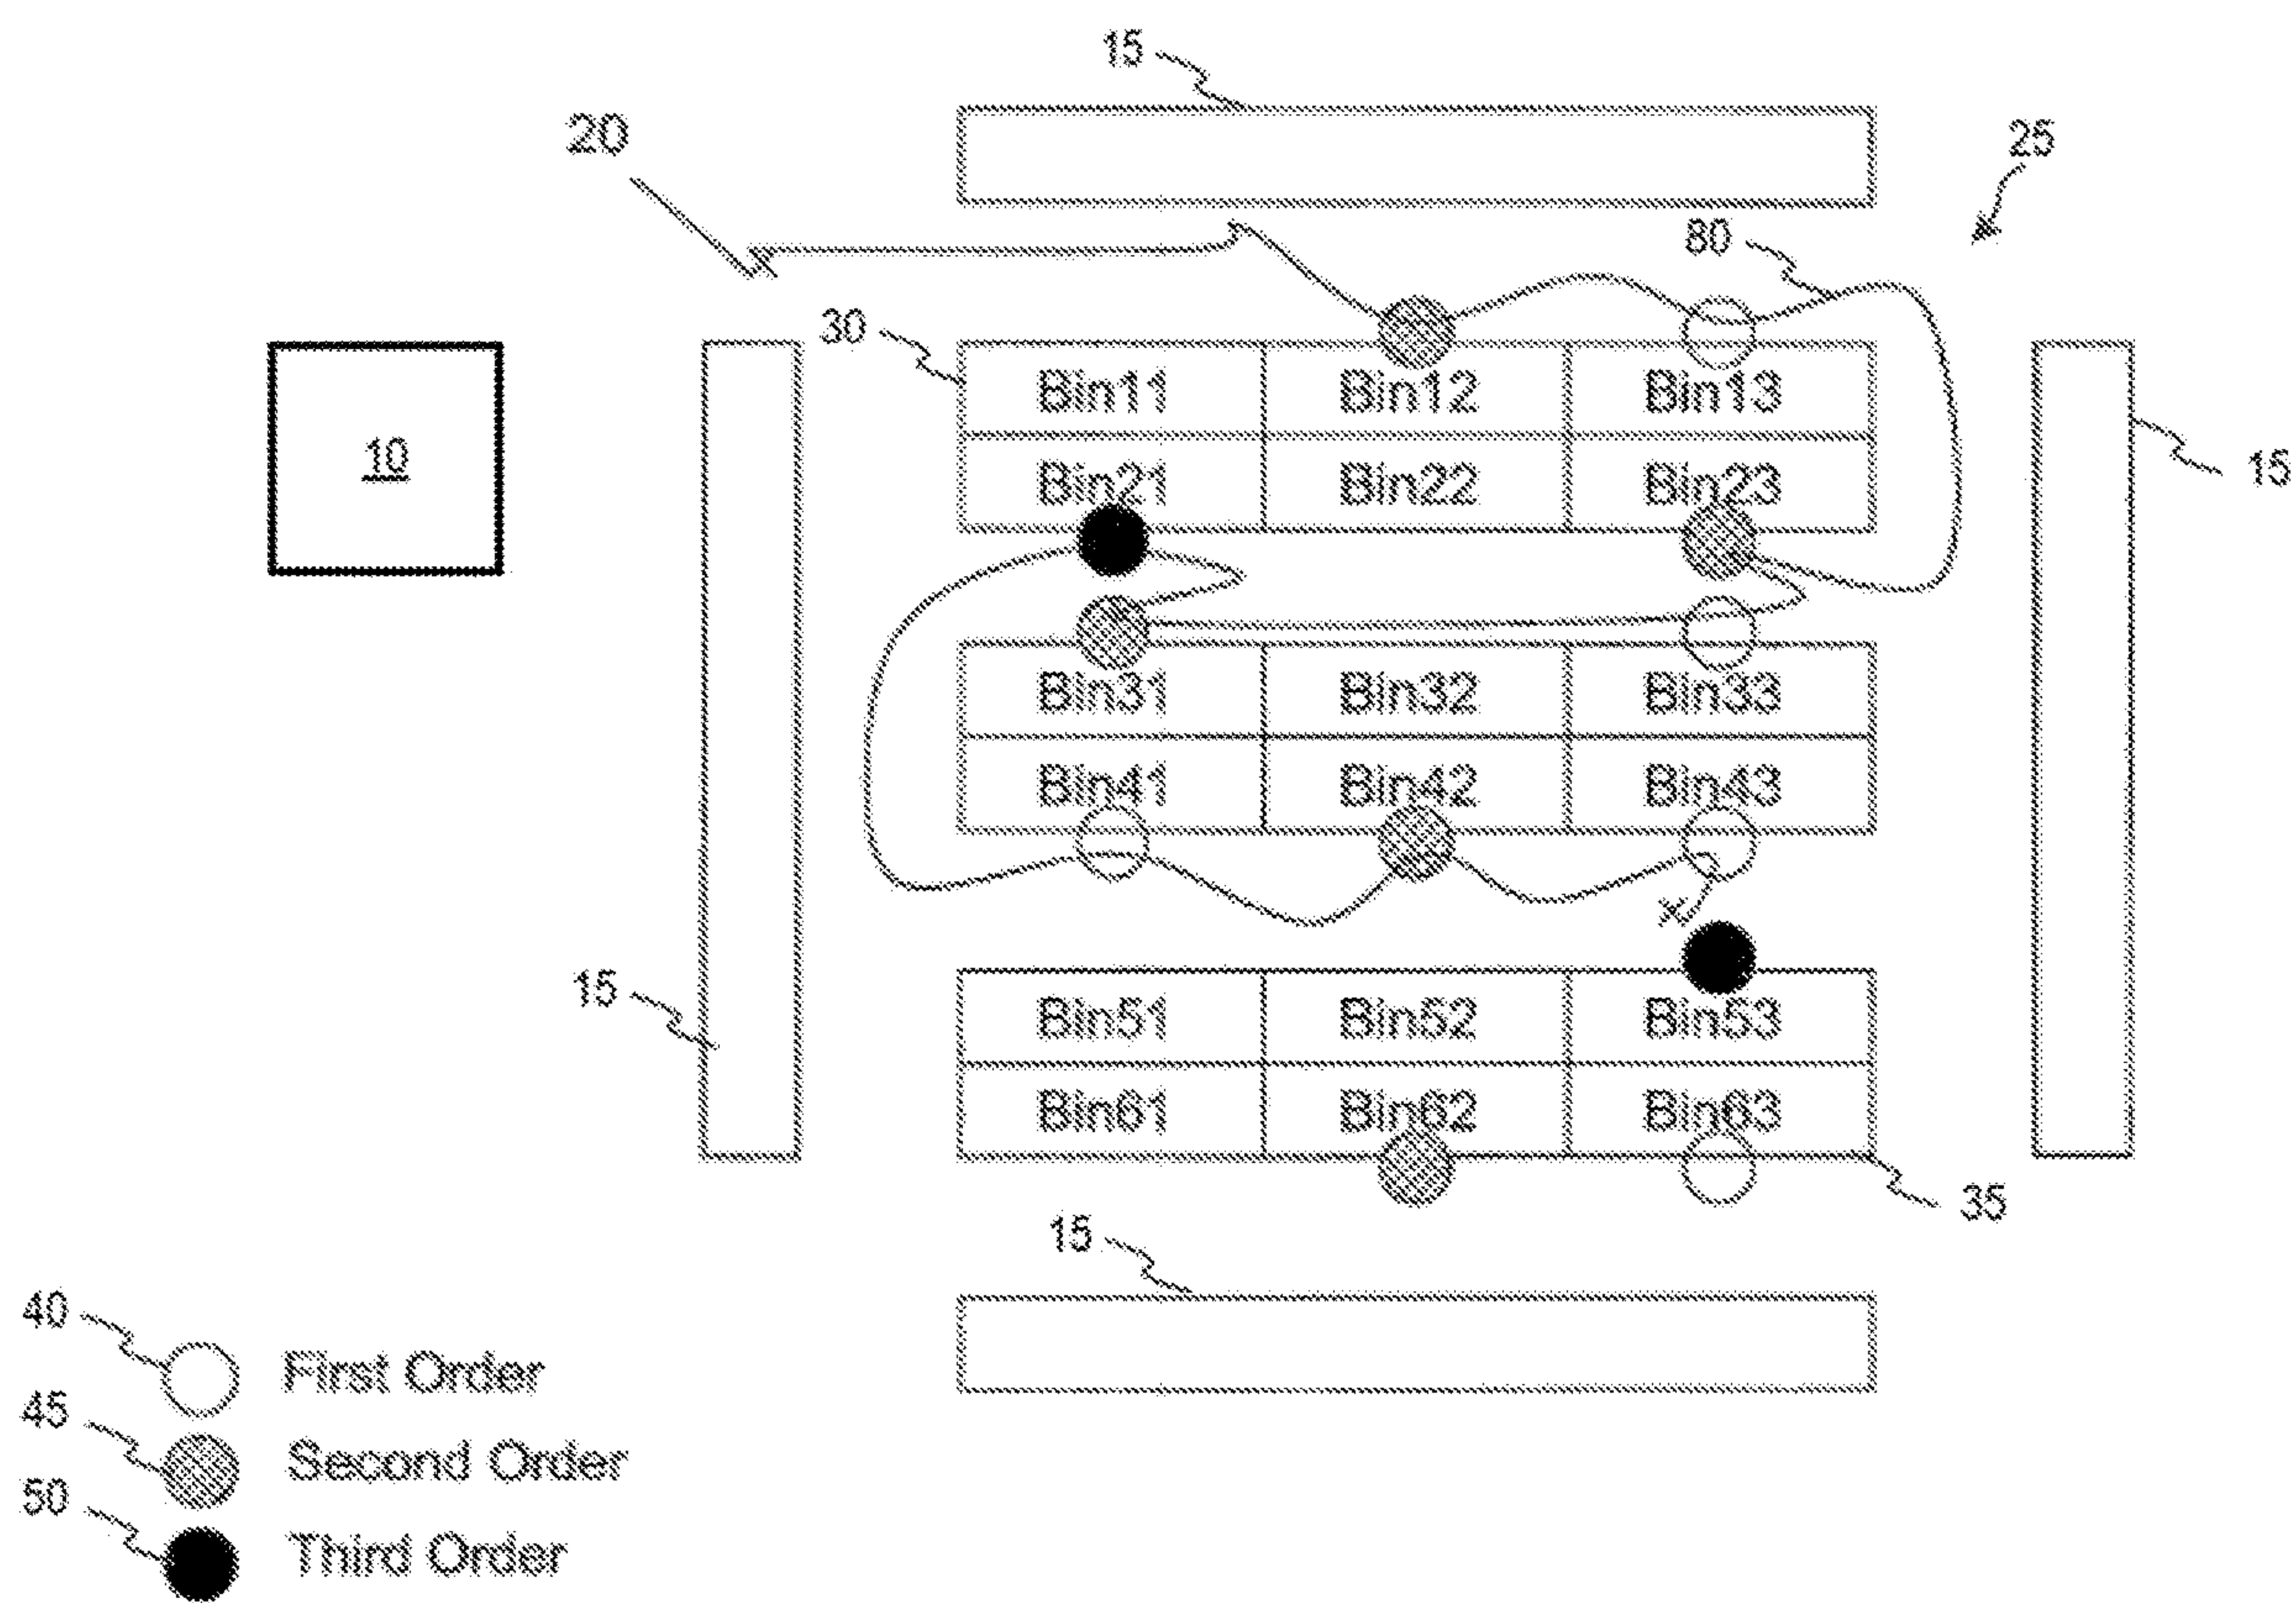 15
20
25
80
30
Bin11 Bin12 Bin13
10
15
Bin21 Bin22 Bin23
Bin31 Bin32 Bin33
Bin41 Bin42 Bin43
15
Bin51 Bin52 Bin53
Bin61 Bin62 Bin63
35
15
40 First Order
45 Second Order
50 Third Order